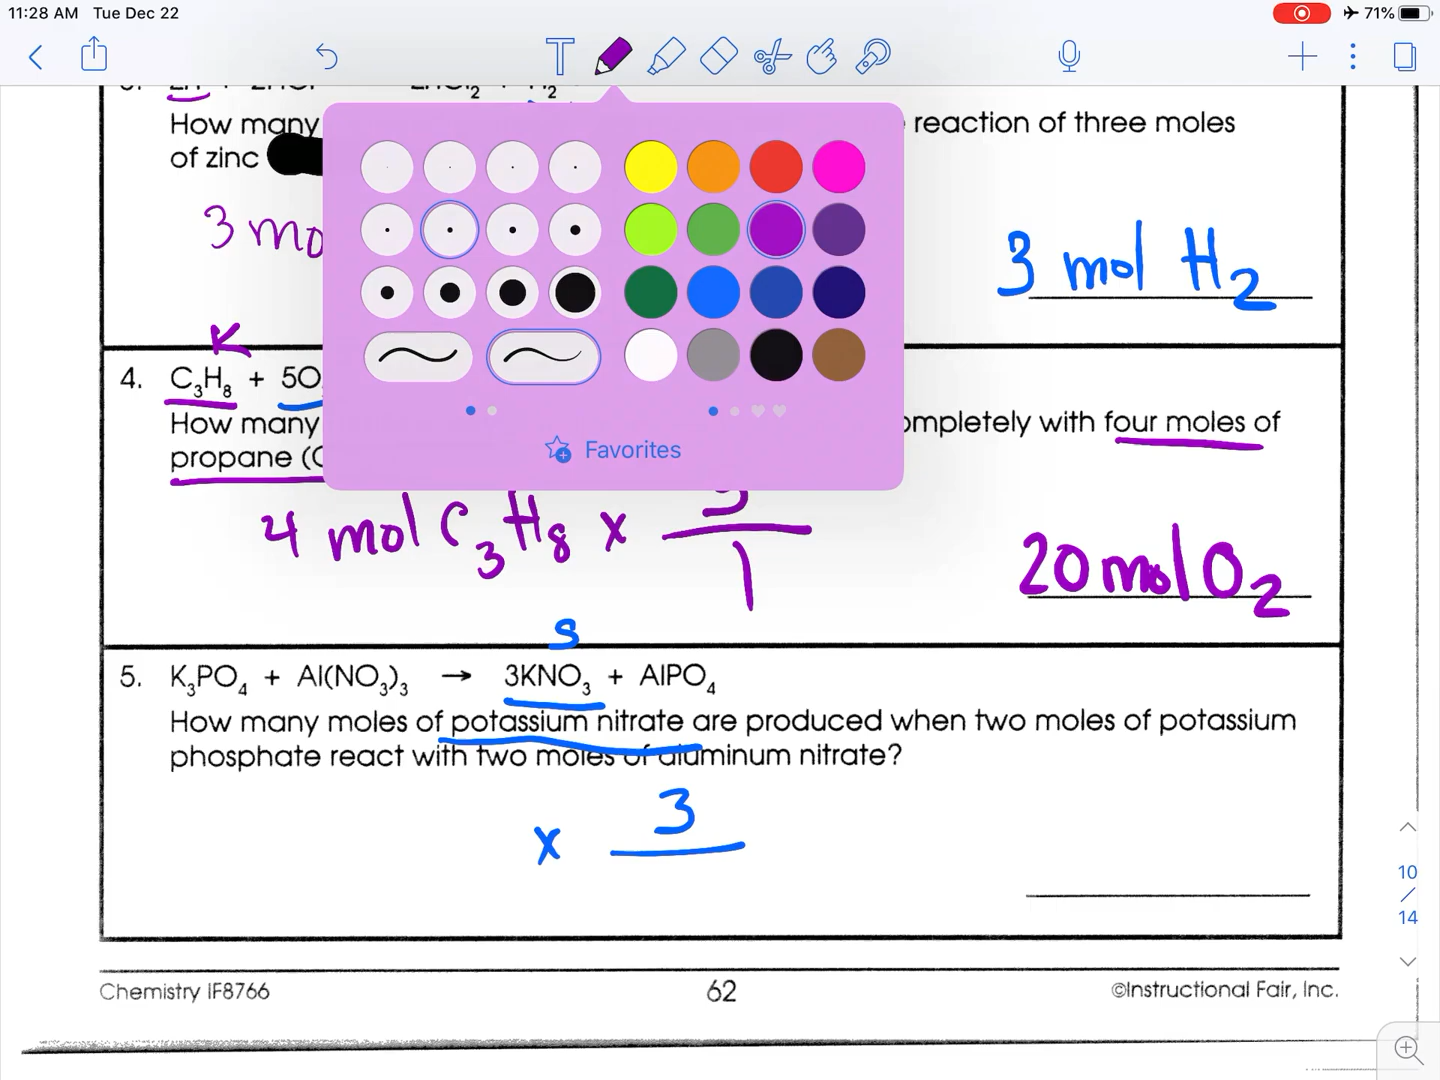 11:28 AM Tue Dec 22
71%
T
How many reaction of three moles
of zinc
3 mo
3 mol H2
K
4. C3H8 + 5O
How many ompletely with four moles of
propane (C
4 mol C3H8 x
1
20 mol O2
Favorites
s
5. K3PO4 + Al(NO3)3 → 3KNO3 + AlPO4
How many moles of potassium nitrate are produced when two moles of potassium
phosphate react with two moles of aluminum nitrate?
x 3
10
/
14
Chemistry IF8766 62 ©Instructional Fair, Inc.